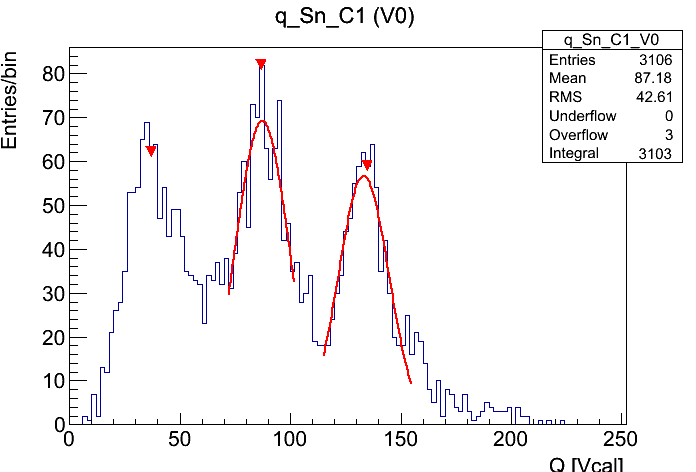 q_Sn_C1 (V0)
q_Sn_C1_V0
Entries 3106
Mean 87.18
RMS 42.61
Underflow 0
Overflow 3
Integral 3103
Entries/bin
80
70
60
50
40
30
20
10
0
0 50 100 150 200 250
Q [Vcal]